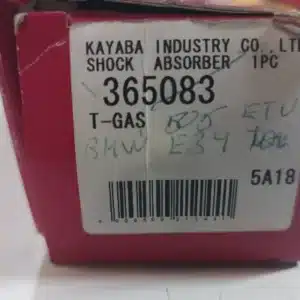 KAYABA INDUSTRY CO.,LT
SHOCK ABSORBER 1PC
365083
T-GAS
BMW E34
5A18